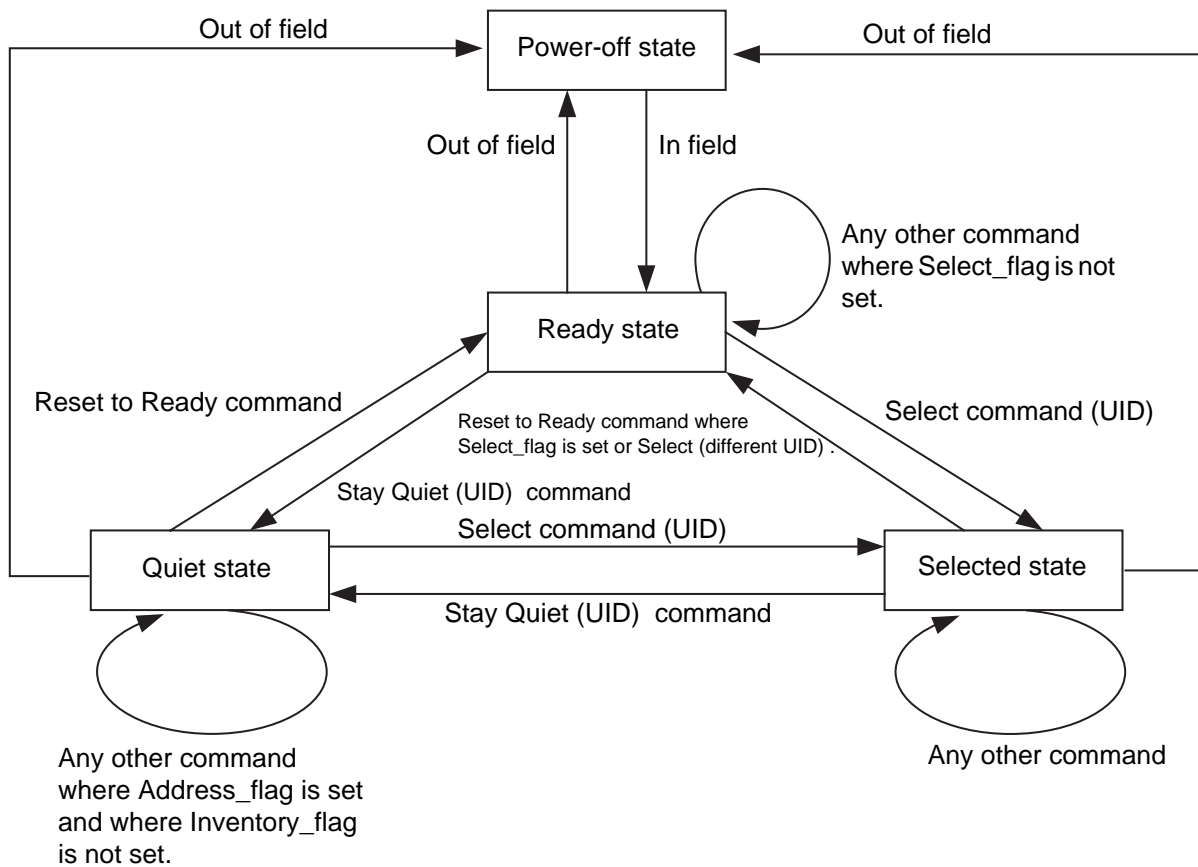 Out of field
Power-off state
Out of field
Out of field
In field
Any other command
where Select_flag is not
set.
Ready state
Reset to Ready command
Select command (UID)
Reset to Ready command where
Select_flag is set or Select (different UID) .
Stay Quiet (UID) command
Select command (UID)
Quiet state
Selected state
Stay Quiet (UID) command
Any other command
where Address_flag is set
and where Inventory_flag
is not set.
Any other command